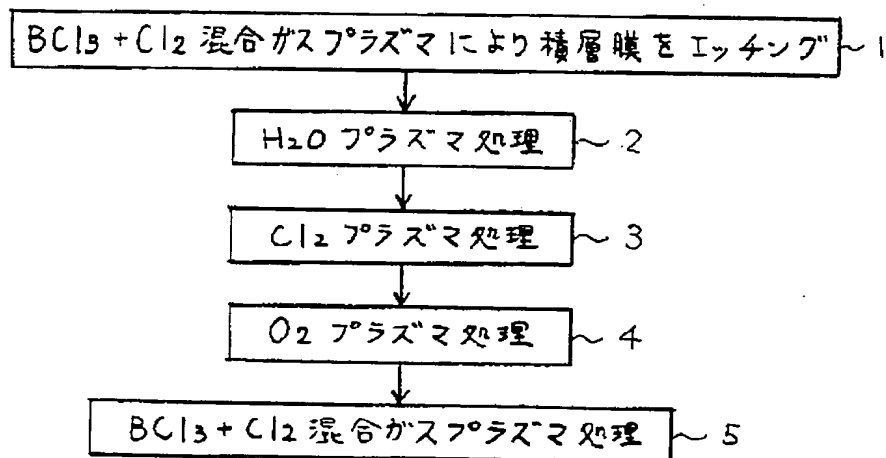 BCl3 + Cl2 混合ガスプラズマにより積層膜をエッチング ~ 1
H2O プラズマ処理 ~ 2
Cl2 プラズマ処理 ~ 3
O2 プラズマ処理 ~ 4
BCl3 + Cl2 混合ガスプラズマ処理 ~ 5